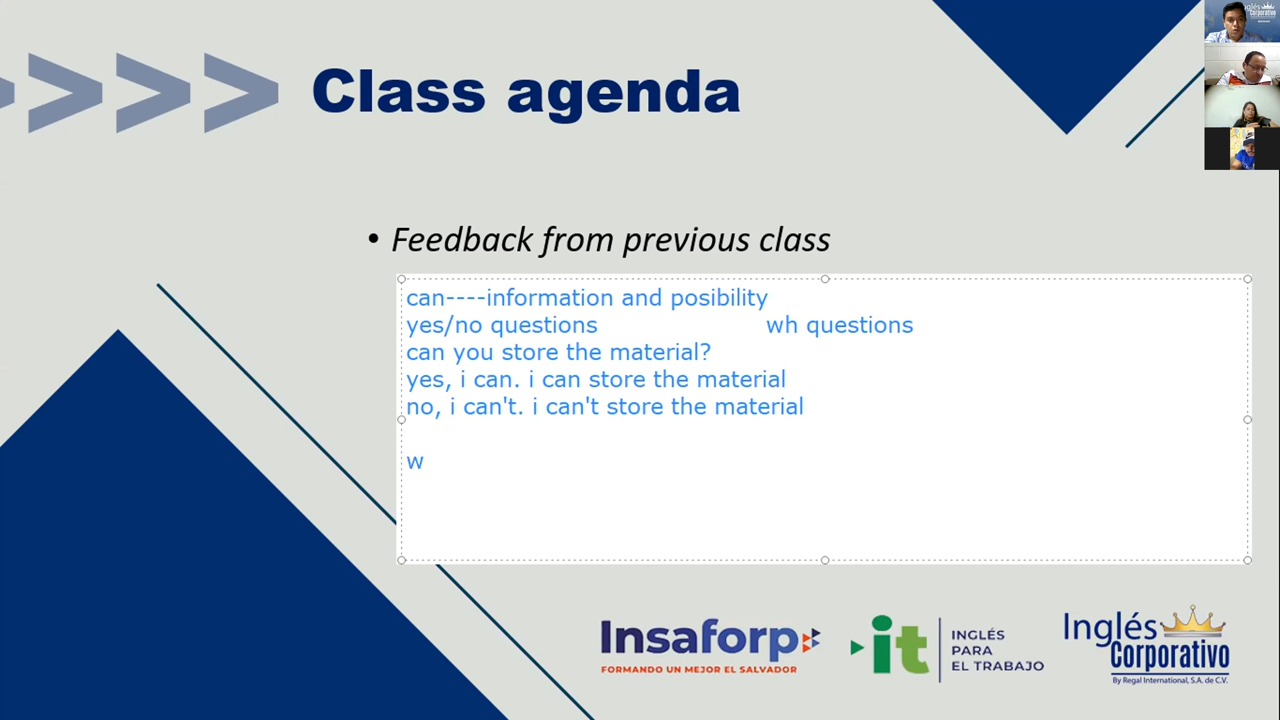 Class agenda
• Feedback from previous class
can----information and posibility
yes/no questions wh questions
can you store the material?
yes, i can. i can store the material
no, i can't. i can't store the material
w
Insaforp
FORMANDO UN MEJOR EL SALVADOR
it
INGLÉS
PARA
EL TRABAJO
Inglés
Corporativo
By Regal International, S.A. de C.V.